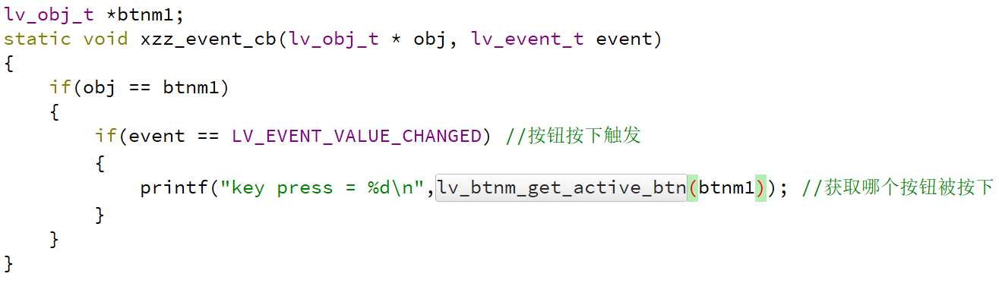 lv_obj_t *btnm1;
static void xzz_event_cb(lv_obj_t * obj, lv_event_t event)
{
    if(obj == btnm1)
    {
        if(event == LV_EVENT_VALUE_CHANGED) //按钮按下触发
        {
            printf("key press = %d\n",lv_btnm_get_active_btn(btnm1)); //获取哪个按钮被按下
        }
    }
}